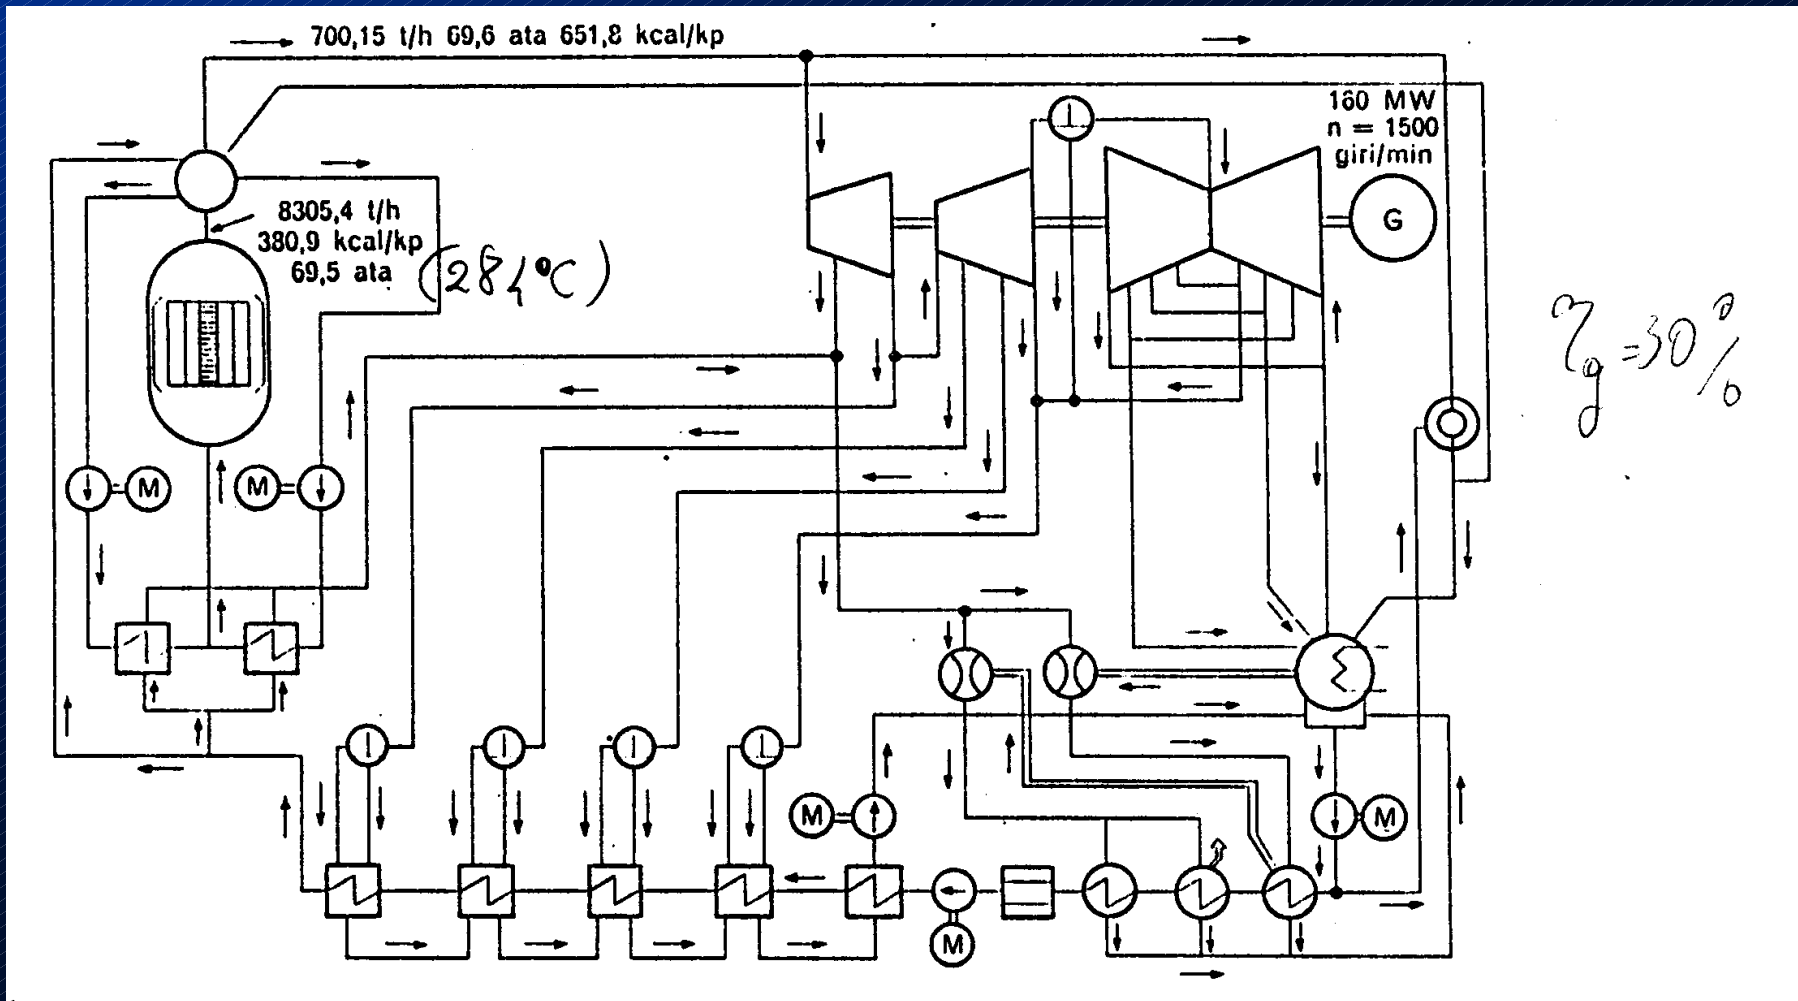 700,15 t/h 69,6 ata 651,8 kcal/kp
160 MW
n = 1500
giri/min
G
8305,4 t/h
380,9 kcal/kp
69,5 ata (284°C)
ηg = 30%
M
M
M
M
M